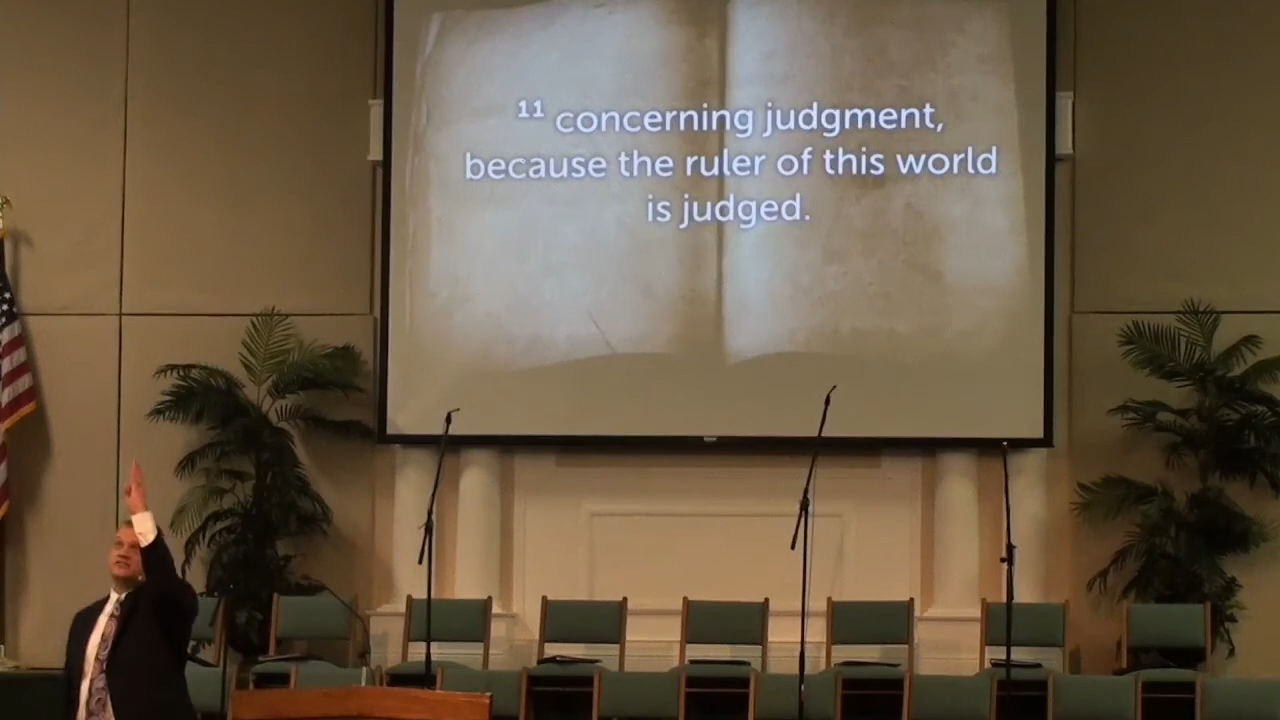 ¹¹ concerning judgment,
because the ruler of this world
is judged.